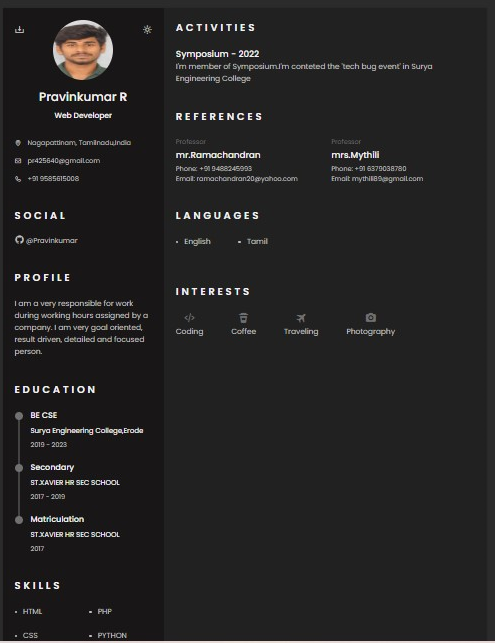 Pravinkumar R
Web Developer
Nagapattinam, Tamilnadu,India
pr425640@gmail.com
+91 9585615008
SOCIAL
@Pravinkumar
PROFILE
I am a very responsible for work
during working hours assigned by a
company. I am very goal oriented,
result driven, detailed and focused
person.
EDUCATION
BE CSE
Surya Engineering College,Erode
2019 - 2023
Secondary
ST.XAVIER HR SEC SCHOOL
2017 - 2019
Matriculation
ST.XAVIER HR SEC SCHOOL
2017
SKILLS
HTML
PHP
CSS
PYTHON
ACTIVITIES
Symposium - 2022
I'm member of Symposium.I'm conteted the 'tech bug event' in Surya
Engineering College
REFERENCES
Professor
mr.Ramachandran
Phone: +91 9488245993
Email: ramachandran20@yahoo.com
Professor
mrs.Mythili
Phone: +91 6379038780
Email: mythili89@gmail.com
LANGUAGES
English
Tamil
INTERESTS
Coding
Coffee
Traveling
Photography